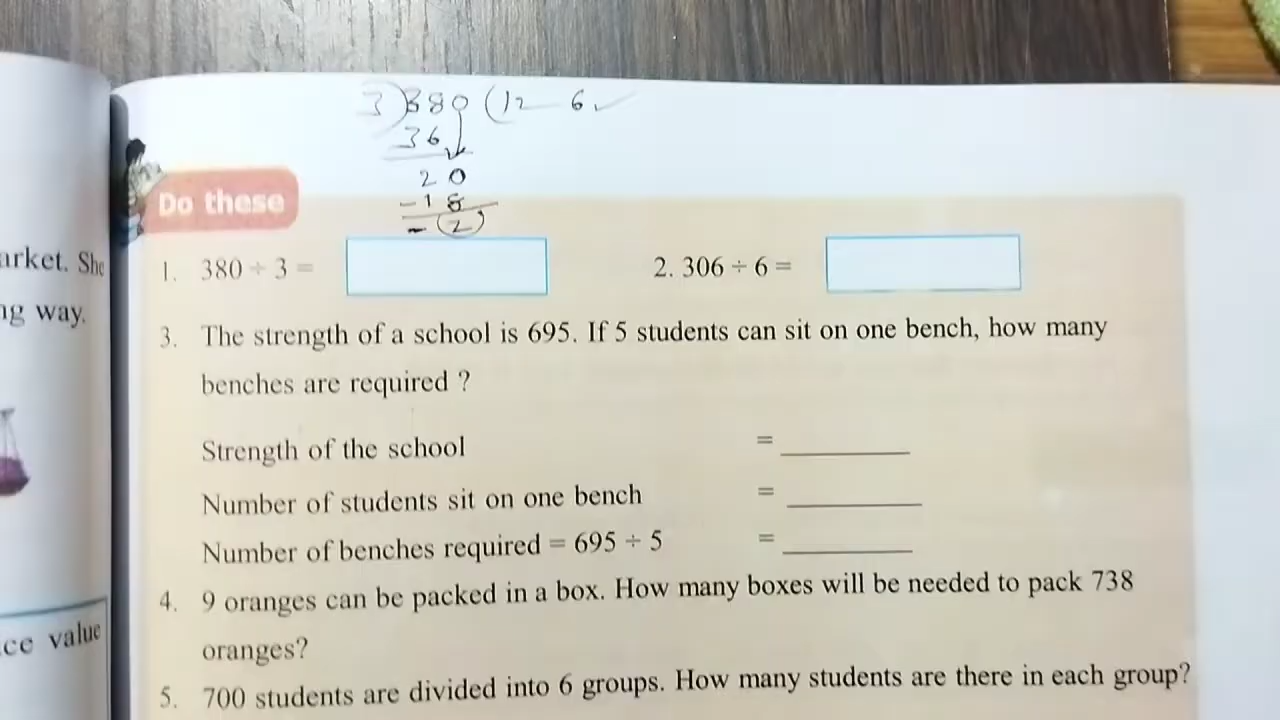 3)380(12 6
36
20
-18
- 2
Do these
1. 380 ÷ 3 =
2. 306 ÷ 6 =
3. The strength of a school is 695. If 5 students can sit on one bench, how many
benches are required ?
Strength of the school =
Number of students sit on one bench =
Number of benches required = 695 ÷ 5 =
4. 9 oranges can be packed in a box. How many boxes will be needed to pack 738
oranges?
5. 700 students are divided into 6 groups. How many students are there in each group?
arket. She
ng way.
ce value